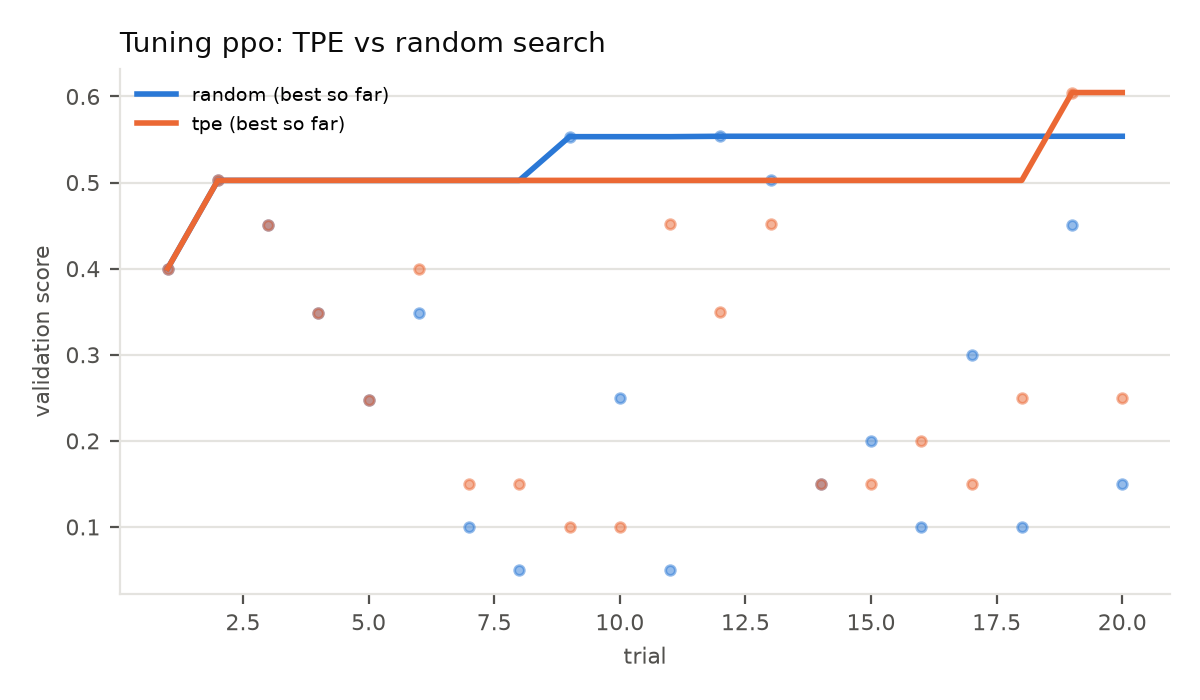 Tuning ppo: TPE vs random search
random (best so far)
tpe (best so far)
validation score
0.6
0.5
0.4
0.3
0.2
0.1
2.5 5.0 7.5 10.0 12.5 15.0 17.5 20.0
trial